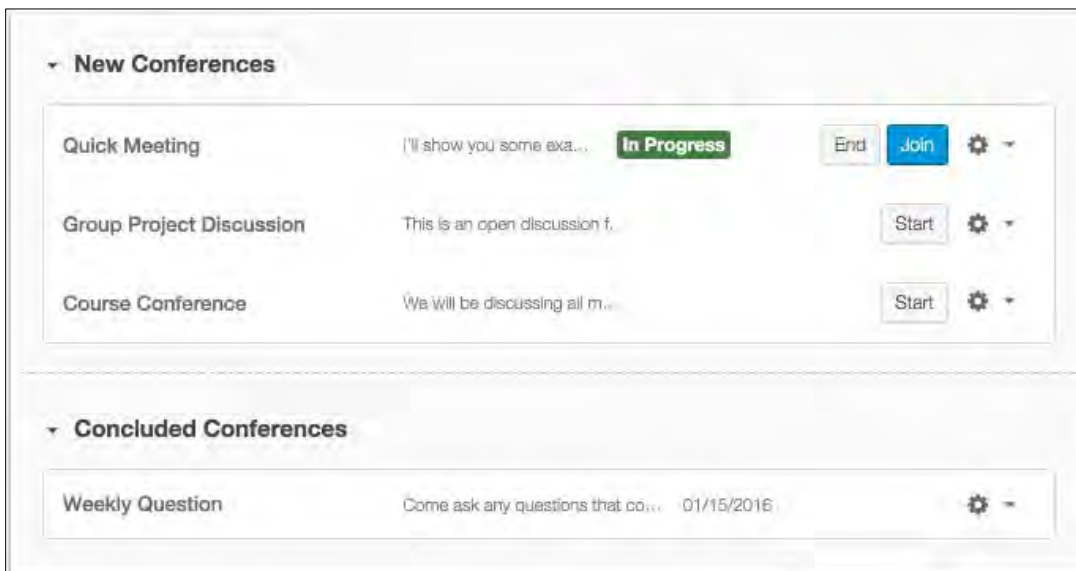 New Conferences
Quick Meeting I'll show you some exa... In Progress End Join
Group Project Discussion This is an open discussion f.. Start
Course Conference We will be discussing all m... Start
Concluded Conferences
Weekly Question Come ask any questions that co... 01/15/2016